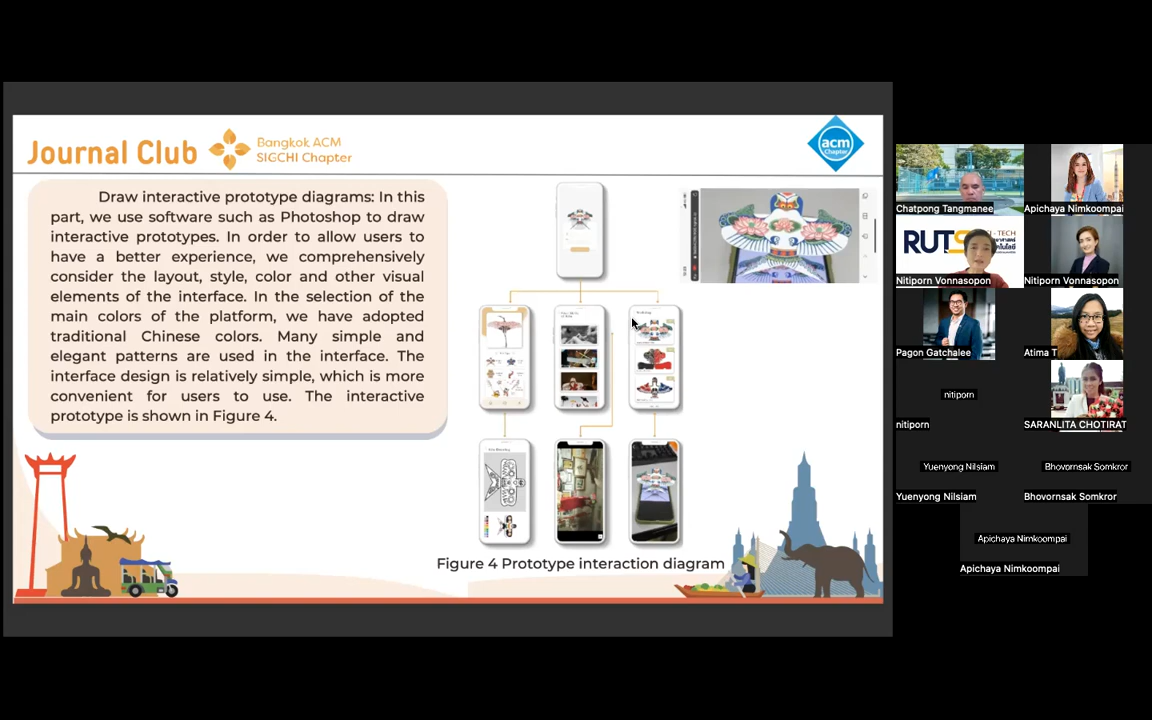 Journal Club
Bangkok ACM
SIGCHI Chapter
acm
Chapter
Draw interactive prototype diagrams: In this
part, we use software such as Photoshop to draw
interactive prototypes. In order to allow users to
have a better experience, we comprehensively
consider the layout, style, color and other visual
elements of the interface. In the selection of the
main colors of the platform, we have adopted
traditional Chinese colors. Many simple and
elegant patterns are used in the interface. The
interface design is relatively simple, which is more
convenient for users to use. The interactive
prototype is shown in Figure 4.
Figure 4 Prototype interaction diagram
Chatpong Tangmanee
Apichaya Nimkoompai
RUTS
Nitiporn Vonnasopon
Nitiporn Vonnasopon
Pagon Gatchalee
Atima T
nitiporn
nitiporn
SARANLITA CHOTIRAT
Yuenyong Nilsiam
Yuenyong Nilsiam
Bhovornsak Somkror
Bhovornsak Somkror
Apichaya Nimkoompai
Apichaya Nimkoompai